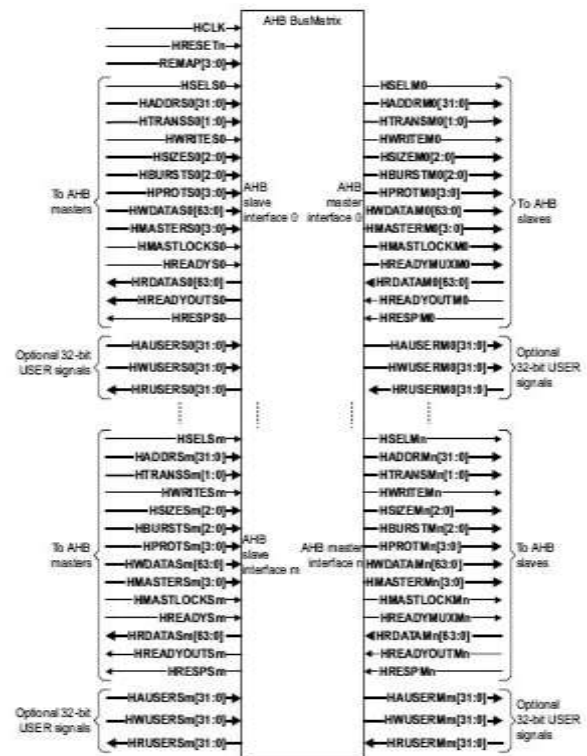 AHB BusMatrix
HCLK
HRESETn
REMAP[3:0]
HSELS0
HADDRS0[31:0]
HTRANSS0[1:0]
HWRITES0
HSIZES0[2:0]
HBURSTS0[2:0]
HPROTS0[3:0]
HWDATAS0[63:0]
HMASTERS0[3:0]
HMASTLOCKS0
HREADYS0
HRDATAS0[63:0]
HREADYOUTS0
HRESPS0
To AHB
masters
AHB
slave
interface 0
AHB
master
interface 0
HSELM0
HADDRM0[31:0]
HTRANSM0[1:0]
HWRITEM0
HSIZEM0[2:0]
HBURSTM0[2:0]
HPROTM0[3:0]
HWDATAM0[63:0]
HMASTERM0[3:0]
HMASTLOCKM0
HREADYMUXM0
HRDATAM0[63:0]
HREADYOUTM0
HRESPM0
To AHB
slaves
Optional 32-bit
USER signals
HAUSERS0[31:0]
HWUSERS0[31:0]
HRUSERS0[31:0]
HAUSERM0[31:0]
HWUSERM0[31:0]
HRUSERM0[31:0]
Optional
32-bit USER
signals
HSELSm
HADDRSm[31:0]
HTRANSSm[1:0]
HWRITESm
HSIZESm[2:0]
HBURSTSm[2:0]
HPROTSm[3:0]
HWDATASm[63:0]
HMASTERSm[3:0]
HMASTLOCKSm
HREADYSm
HRDATASm[63:0]
HREADYOUTSm
HRESPSm
To AHB
masters
AHB
slave
interface m
AHB master
interface n
HSELMn
HADDRMn[31:0]
HTRANSMn[1:0]
HWRITEMn
HSIZEMn[2:0]
HBURSTMn[2:0]
HPROTMn[3:0]
HWDATAMn[63:0]
HMASTERMn[3:0]
HMASTLOCKMn
HREADYMUXMn
HRDATAMn[63:0]
HREADYOUTMn
HRESPMn
To AHB
slaves
Optional 32-bit
USER signals
HAUSERSm[31:0]
HWUSERSm[31:0]
HRUSERSm[31:0]
HAUSERMm[31:0]
HWUSERMm[31:0]
HRUSERMm[31:0]
Optional
32-bit USER
signals